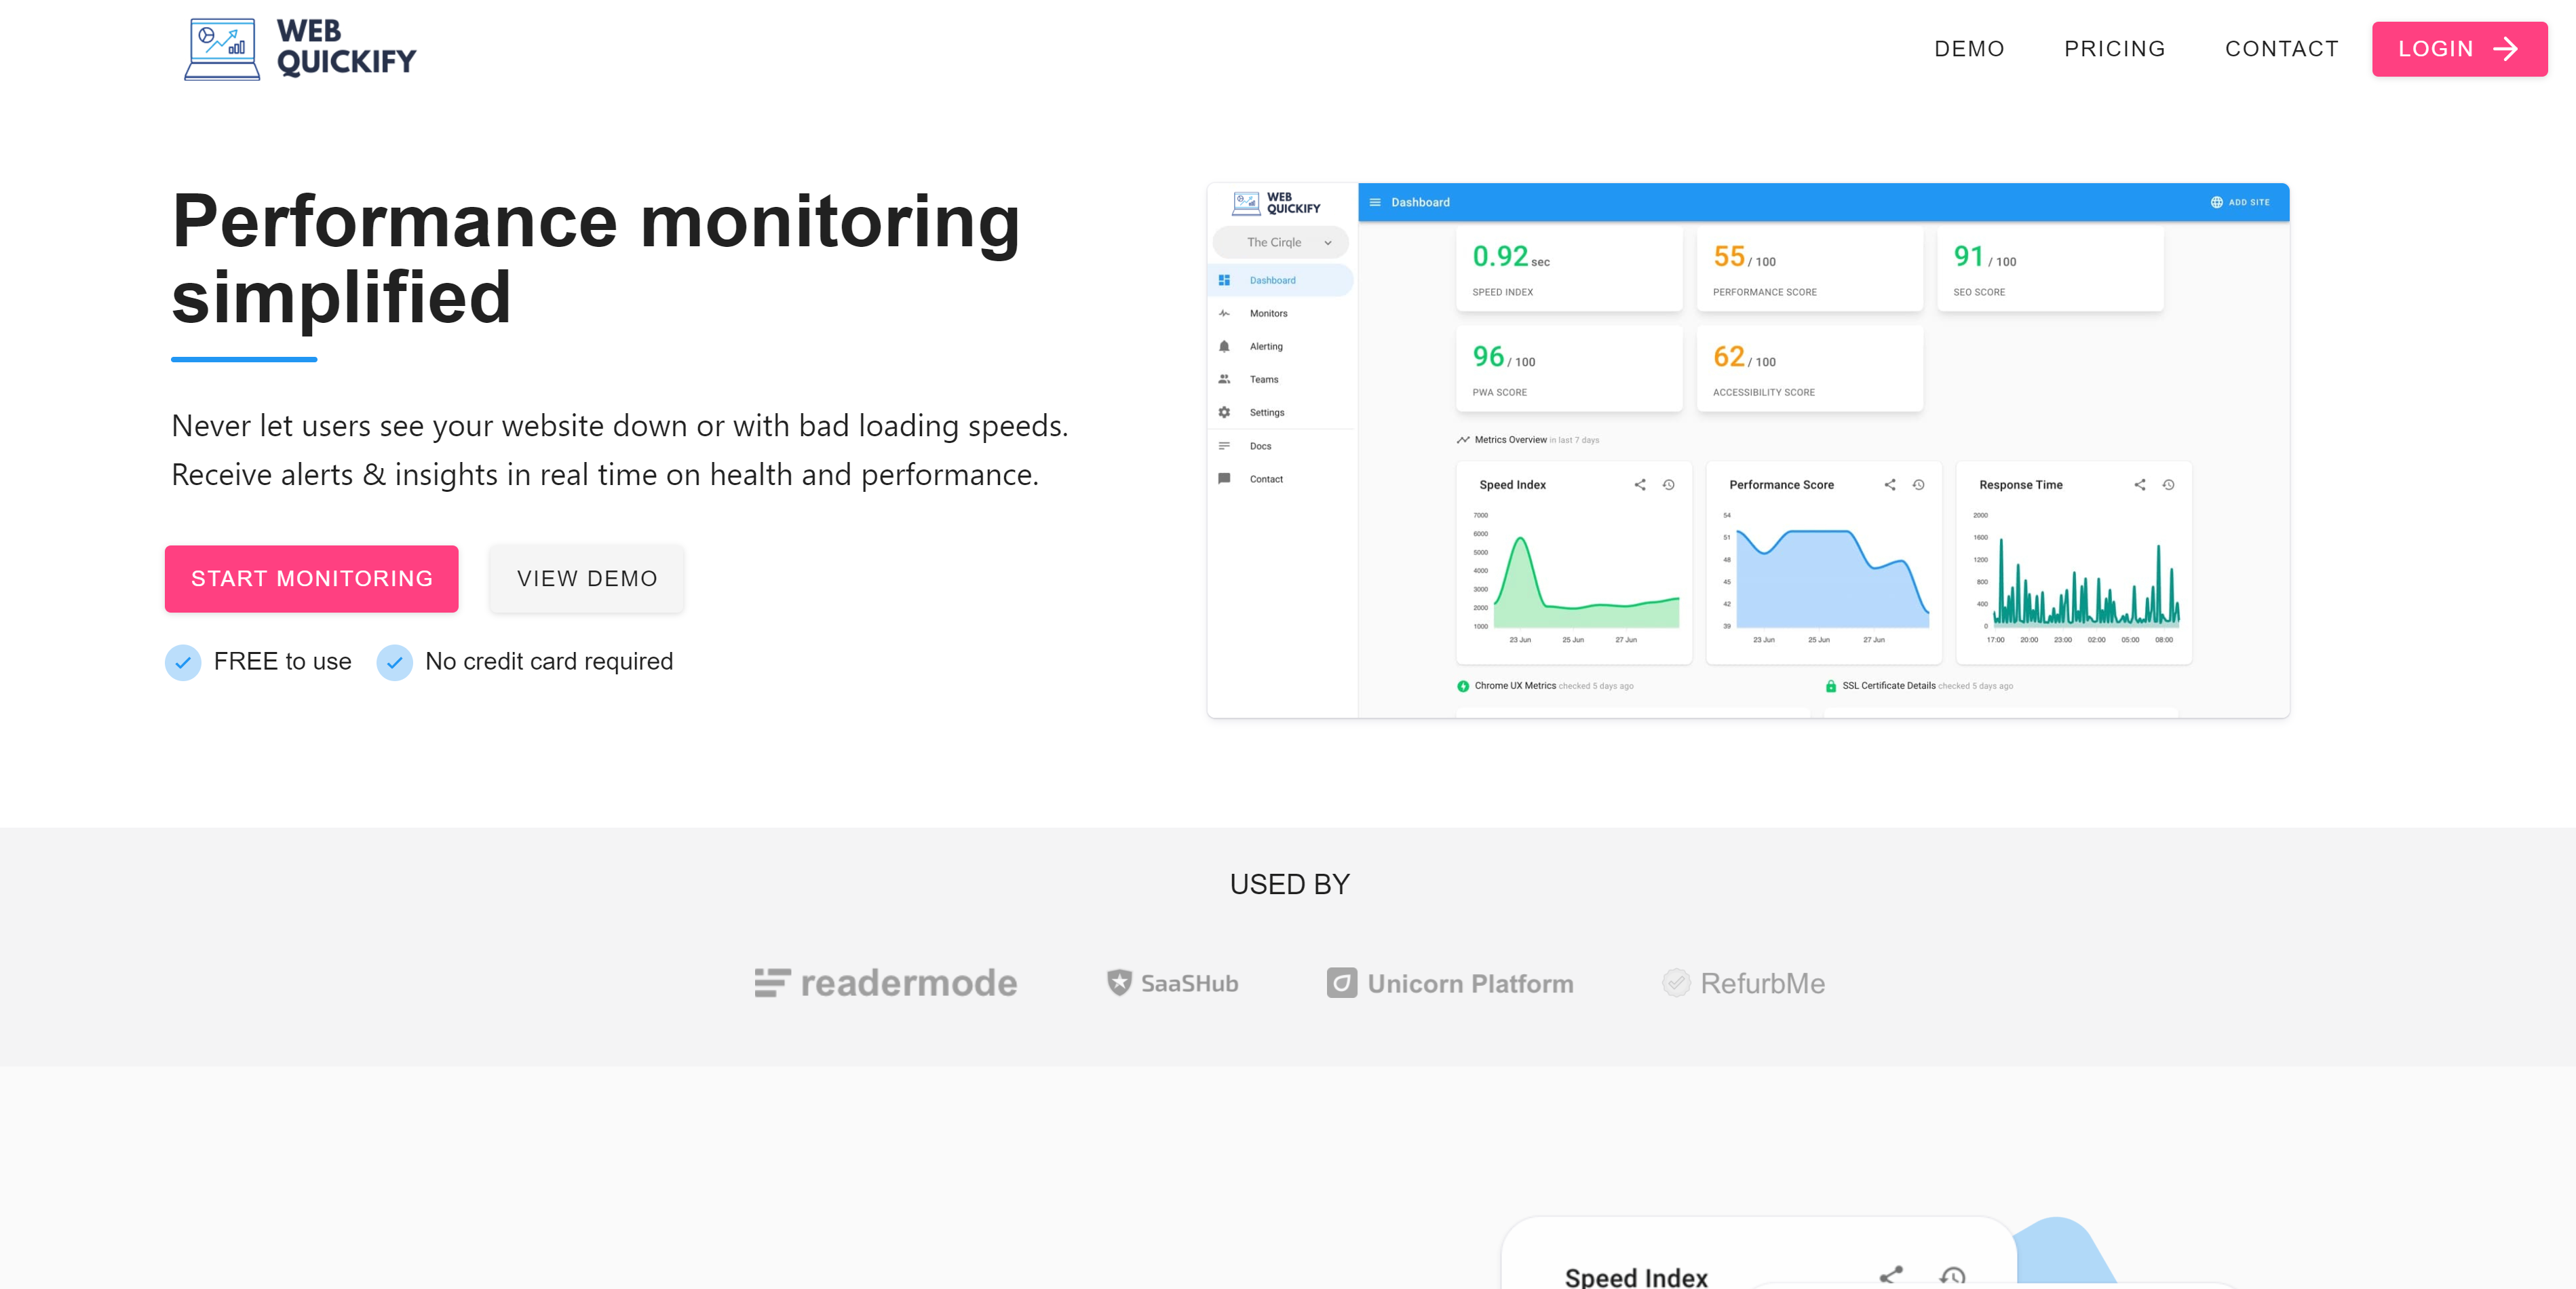 WEB
QUICKIFY
DEMO
PRICING
CONTACT
LOGIN
Performance monitoring
simplified
Never let users see your website down or with bad loading speeds.
Receive alerts & insights in real time on health and performance.
START MONITORING
VIEW DEMO
FREE to use
No credit card required
WEB
QUICKIFY
The Cirqle
Dashboard
Monitors
Alerting
Teams
Settings
Docs
Contact
Dashboard
ADD SITE
0.92 sec
SPEED INDEX
55 / 100
PERFORMANCE SCORE
91 / 100
SEO SCORE
96 / 100
PWA SCORE
62 / 100
ACCESSIBILITY SCORE
Metrics Overview in last 7 days
Speed Index
7000
6000
5000
4000
3000
2000
1000
23 Jun 25 Jun 27 Jun
Performance Score
54
51
48
45
42
39
23 Jun 25 Jun 27 Jun
Response Time
2000
1600
1200
800
400
0
17:00 20:00 23:00 02:00 05:00 08:00
Chrome UX Metrics checked 5 days ago
SSL Certificate Details checked 5 days ago
USED BY
readermode
SaaSHub
Unicorn Platform
RefurbMe
Speed Index